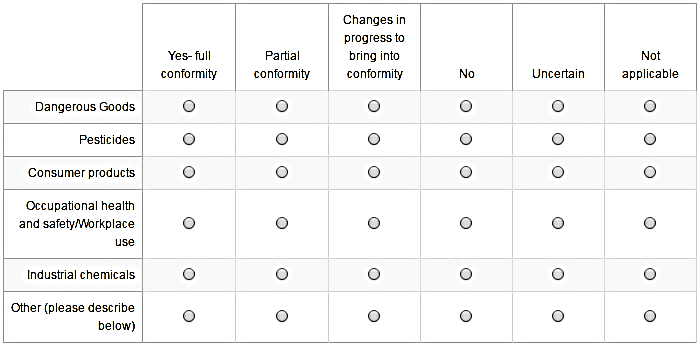 Yes- full
conformity
Partial
conformity
Changes in
progress to
bring into
conformity
No
Uncertain
Not
applicable
Dangerous Goods
Pesticides
Consumer products
Occupational health
and safety/Workplace
use
Industrial chemicals
Other (please describe
below)